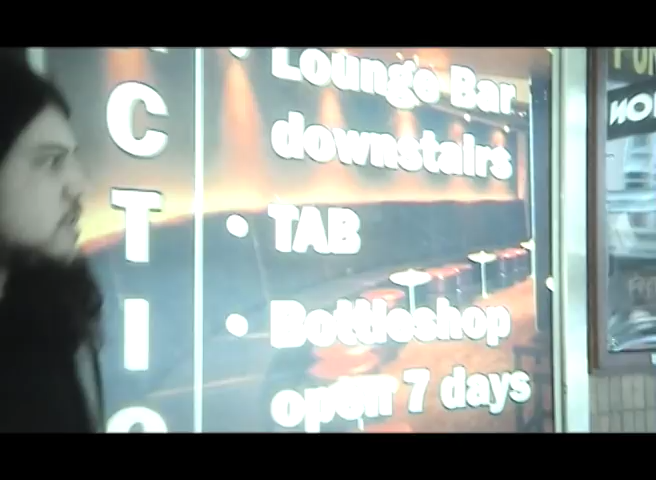 C
T
I
Lounge Bar
downstairs
• TAB
• Bottleshop
open 7 days